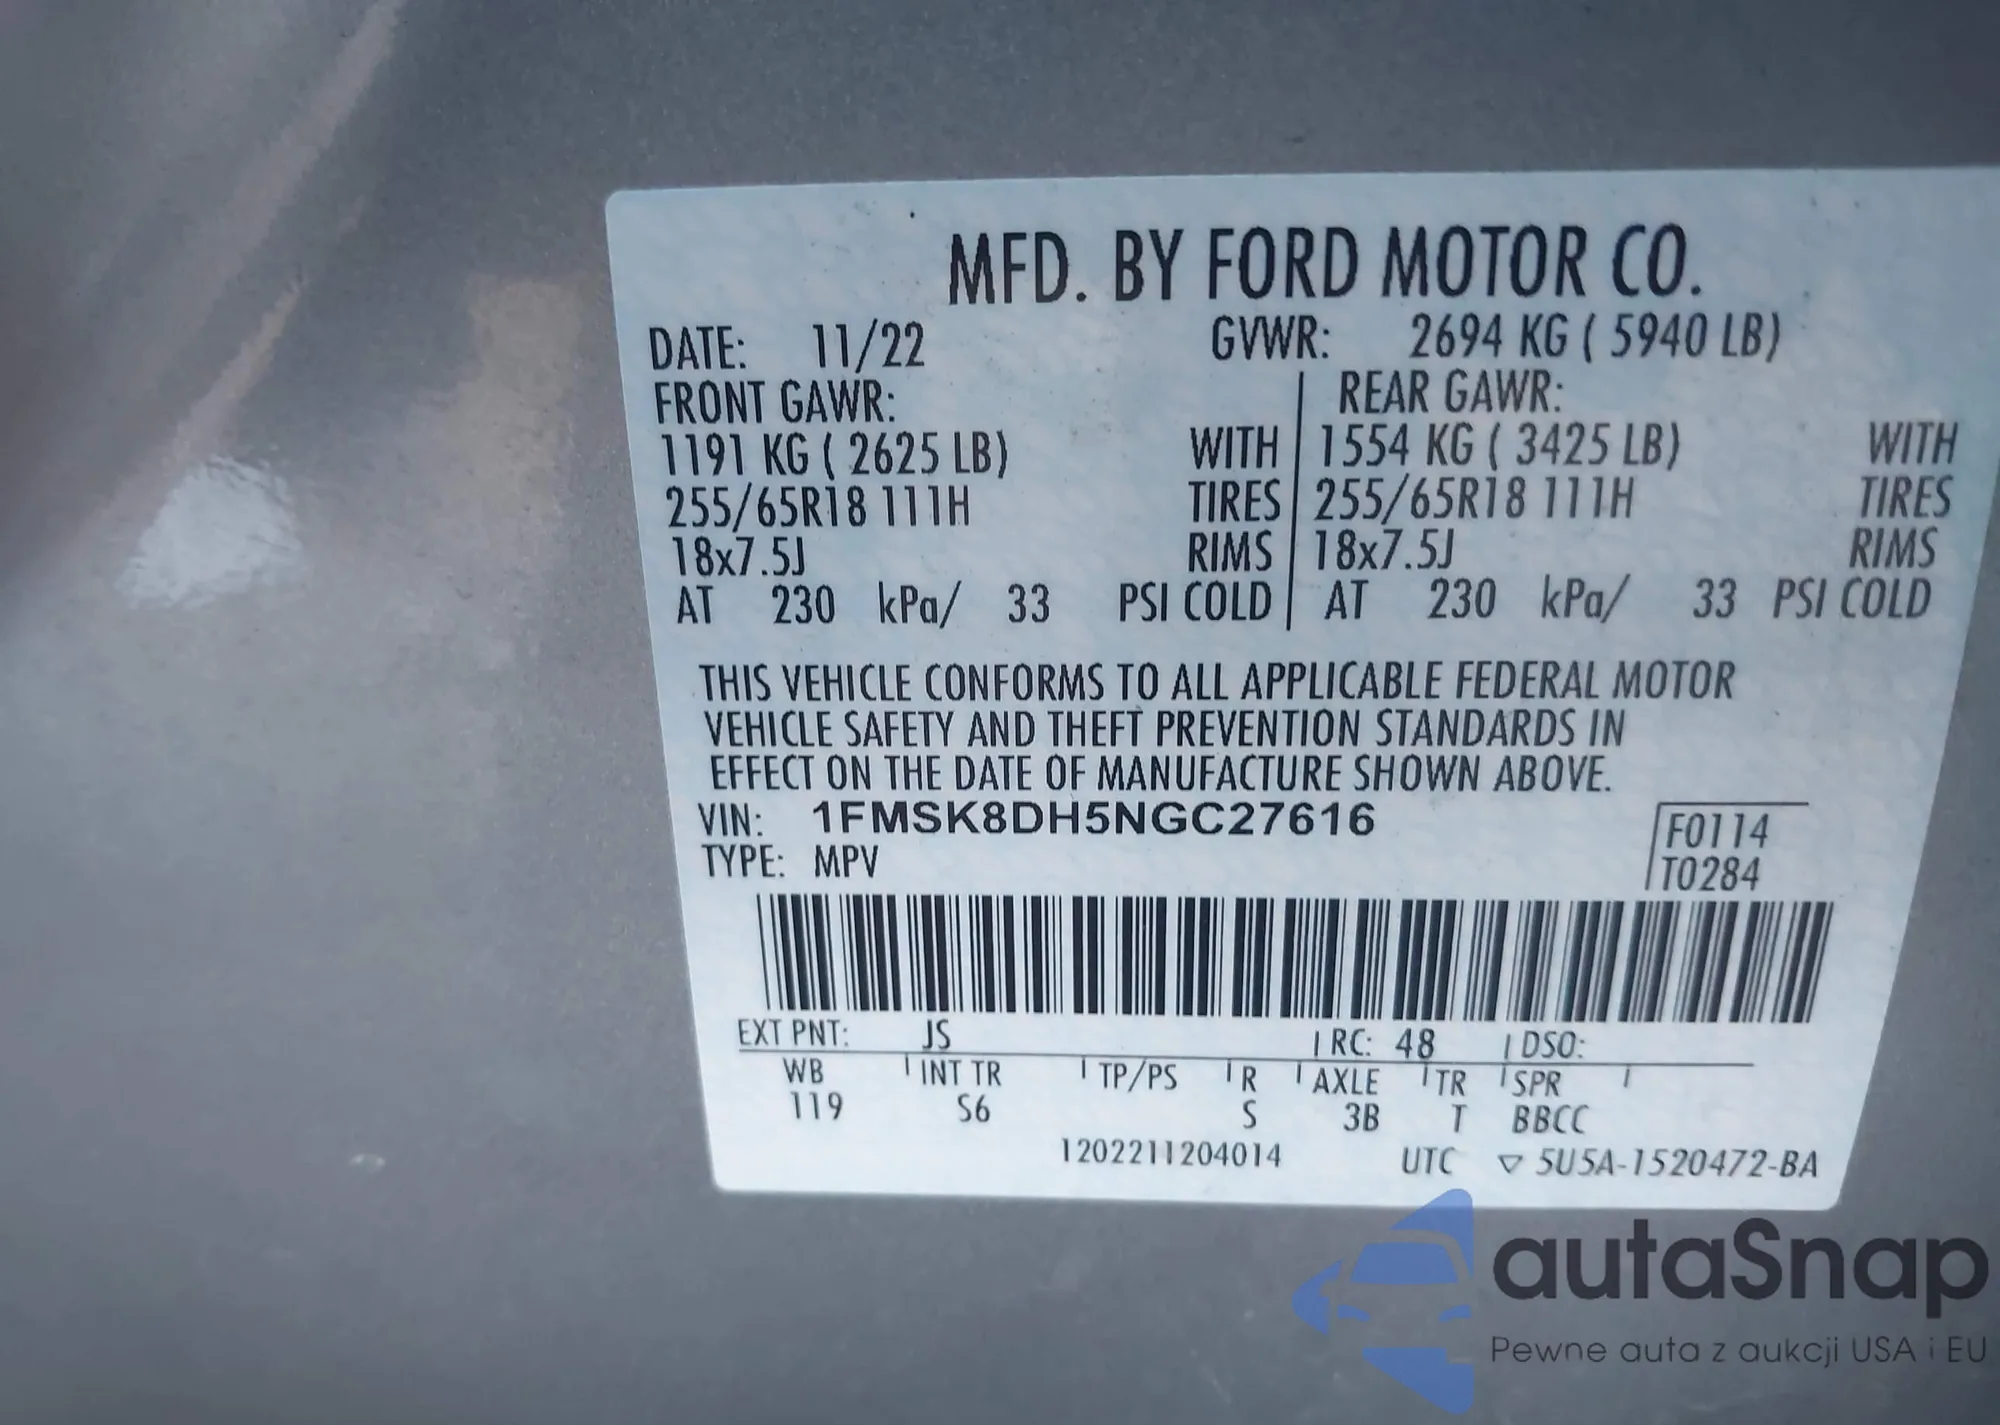 MFD. BY FORD MOTOR CO.
DATE: 11/22 GVWR: 2694 KG ( 5940 LB)
FRONT GAWR: REAR GAWR:
1191 KG ( 2625 LB) WITH 1554 KG ( 3425 LB) WITH
255/65R18 111H TIRES 255/65R18 111H TIRES
18x7.5J RIMS 18x7.5J RIMS
AT 230 kPa/ 33 PSI COLD AT 230 kPa/ 33 PSI COLD
THIS VEHICLE CONFORMS TO ALL APPLICABLE FEDERAL MOTOR
VEHICLE SAFETY AND THEFT PREVENTION STANDARDS IN
EFFECT ON THE DATE OF MANUFACTURE SHOWN ABOVE.
VIN: 1FMSK8DH5NGC27616 F0114
TYPE: MPV T0284
EXT PNT: JS RC: 48 DSO:
WB INT TR TP/PS R AXLE TR SPR
119 S6 S 3B T BBCC
1202211204014 UTC ▽ 5U5A-1520472-BA
autaSnap
Pewne auta z aukcji USA i EU